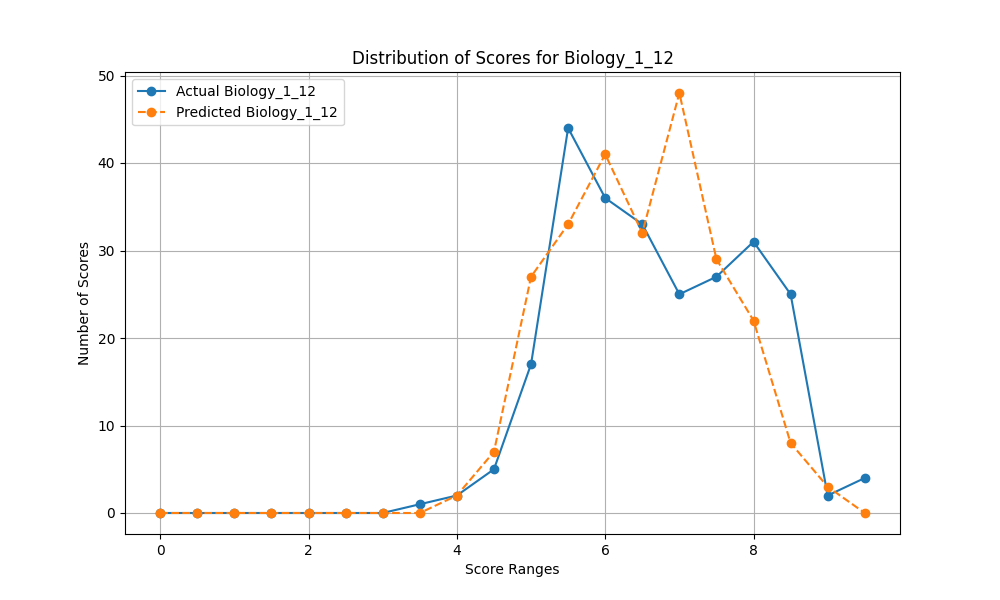 Distribution of Scores for Biology_1_12
Actual Biology_1_12
Predicted Biology_1_12
50
40
30
20
10
0
Number of Scores
0 2 4 6 8
Score Ranges